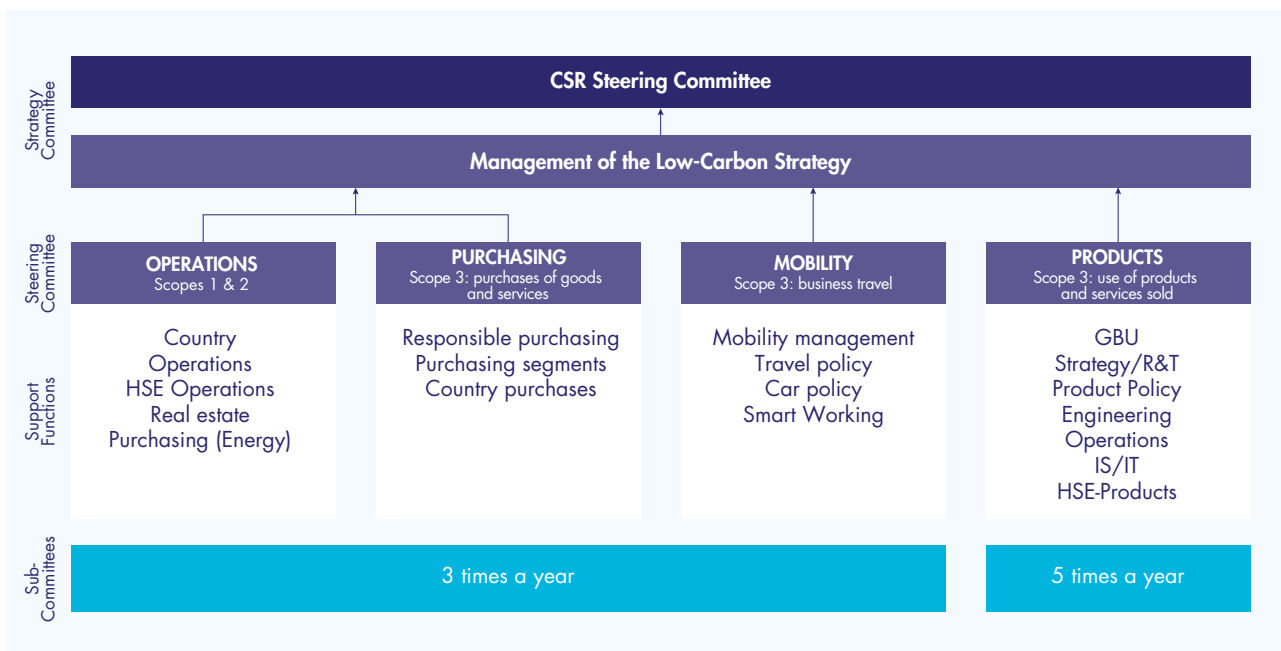 Strategy
Committee
CSR Steering Committee
Management of the Low-Carbon Strategy
Steering
Committee
OPERATIONS
Scopes 1 & 2
PURCHASING
Scope 3: purchases of goods
and services
MOBILITY
Scope 3: business travel
PRODUCTS
Scope 3: use of products
and services sold
Support
Functions
Country
Operations
HSE Operations
Real estate
Purchasing (Energy)
Responsible purchasing
Purchasing segments
Country purchases
Mobility management
Travel policy
Car policy
Smart Working
GBU
Strategy/R&T
Product Policy
Engineering
Operations
IS/IT
HSE-Products
Sub-
Committees
3 times a year
5 times a year